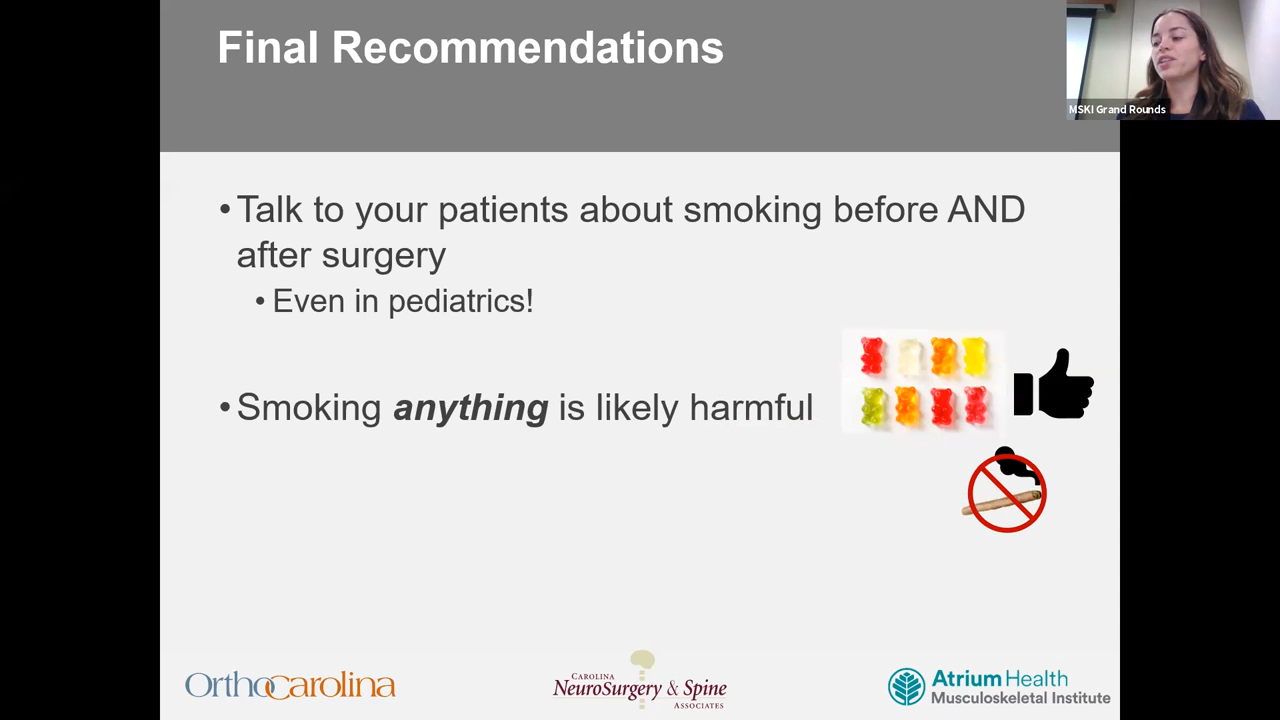 Final Recommendations
MSKI Grand Rounds
•Talk to your patients about smoking before AND
after surgery
•Even in pediatrics!
•Smoking anything is likely harmful
OrthoCarolina
CAROLINA
NEUROSURGERY & SPINE
ASSOCIATES
Atrium Health
Musculoskeletal Institute